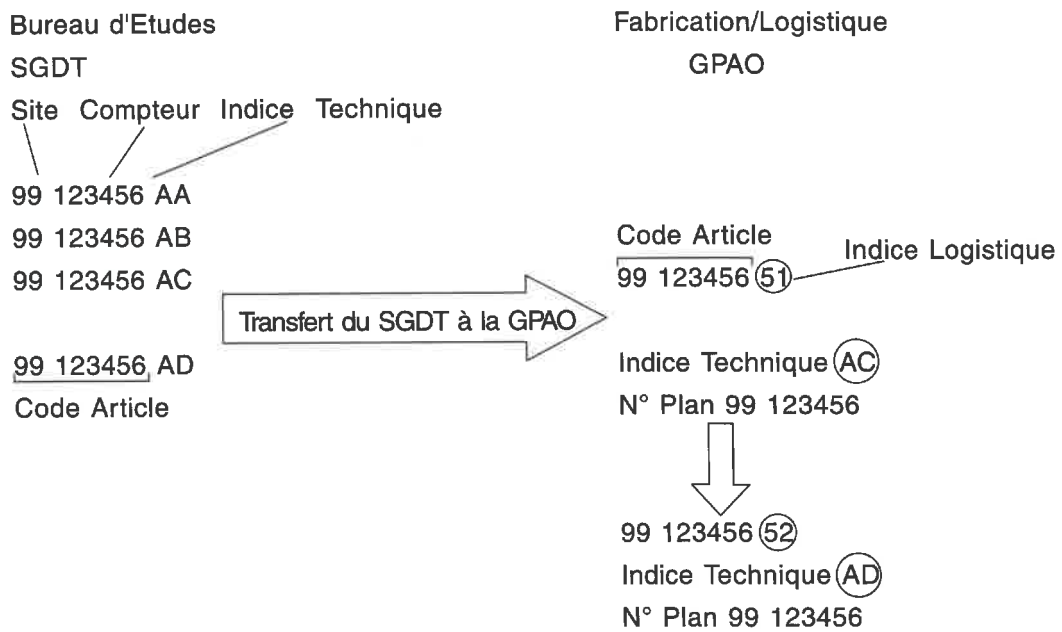 Bureau d'Etudes
SGDT
Site Compteur Indice Technique
99 123456 AA
99 123456 AB
99 123456 AC
99 123456 AD
Code Article
Transfert du SGDT à la GPAO
Fabrication/Logistique
GPAO
Code Article
99 123456 51
Indice Logistique
Indice Technique AC
N° Plan 99 123456
99 123456 52
Indice Technique AD
N° Plan 99 123456